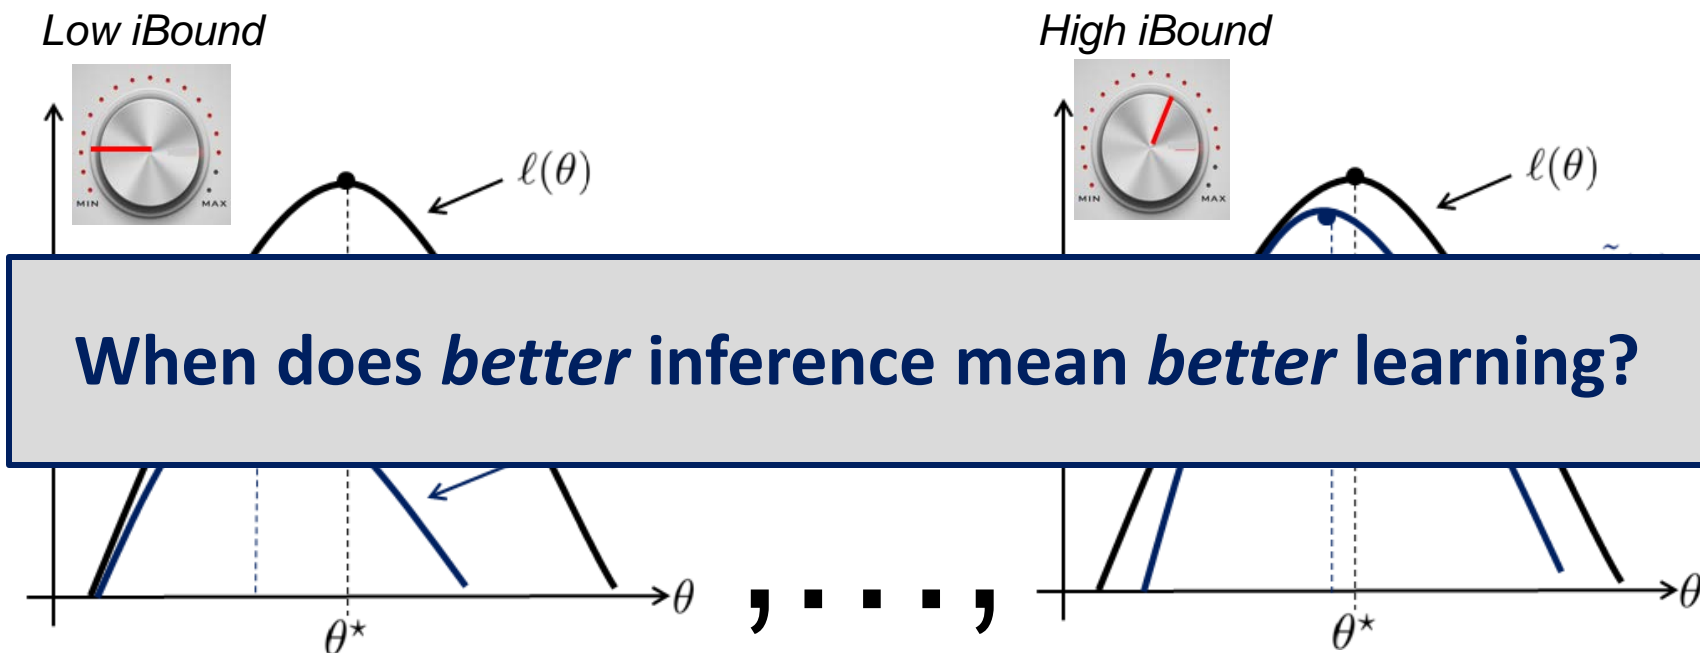 Low iBound
High iBound
MIN
MAX
ℓ(θ)
MIN
MAX
ℓ(θ)
When does better inference mean better learning?
θ
, . . . ,
θ
θ⋆
θ⋆